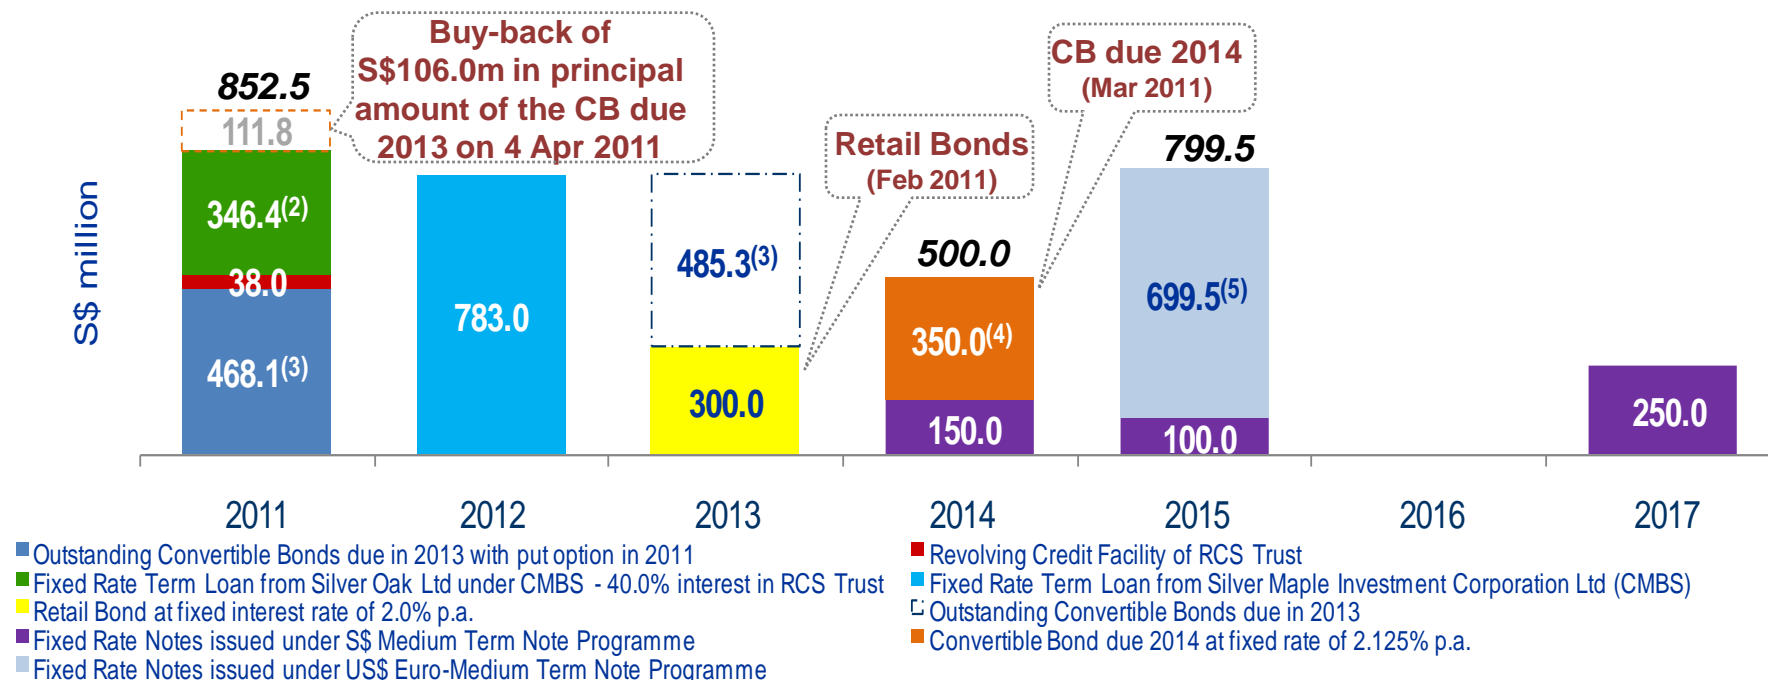 Buy-back of
S$106.0m in principal
amount of the CB due
2013 on 4 Apr 2011
CB due 2014
(Mar 2011)
Retail Bonds
(Feb 2011)
S$ million
852.5
111.8
346.4(2)
38.0
468.1(3)
783.0
485.3(3)
300.0
500.0
350.0(4)
150.0
799.5
699.5(5)
100.0
250.0
2011 2012 2013 2014 2015 2016 2017
Outstanding Convertible Bonds due in 2013 with put option in 2011
Revolving Credit Facility of RCS Trust
Fixed Rate Term Loan from Silver Oak Ltd under CMBS - 40.0% interest in RCS Trust
Fixed Rate Term Loan from Silver Maple Investment Corporation Ltd (CMBS)
Retail Bond at fixed interest rate of 2.0% p.a.
Outstanding Convertible Bonds due in 2013
Fixed Rate Notes issued under S$ Medium Term Note Programme
Convertible Bond due 2014 at fixed rate of 2.125% p.a.
Fixed Rate Notes issued under US$ Euro-Medium Term Note Programme